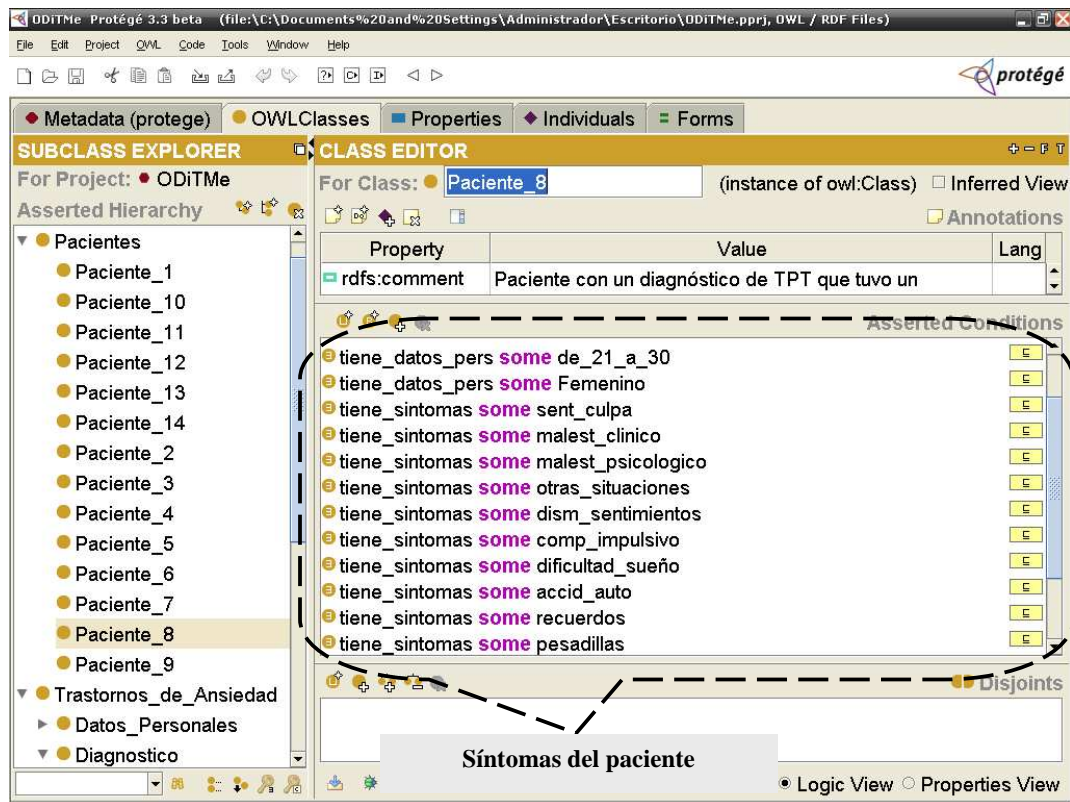 ODiTMe Protégé 3.3 beta (file:\C:\Documents%20and%20Settings\Administrador\Escritorio\ODiTMe.pprj, OWL / RDF Files)
File Edit Project OWL Code Tools Window Help
protégé
Metadata (protege) OWLClasses Properties Individuals Forms
SUBCLASS EXPLORER
For Project: ODiTMe
Asserted Hierarchy
Pacientes
Paciente_1
Paciente_10
Paciente_11
Paciente_12
Paciente_13
Paciente_14
Paciente_2
Paciente_3
Paciente_4
Paciente_5
Paciente_6
Paciente_7
Paciente_8
Paciente_9
Trastornos_de_Ansiedad
Datos_Personales
Diagnostico
CLASS EDITOR
For Class: Paciente_8 (instance of owl:Class) Inferred View
Annotations
Property Value Lang
rdfs:comment Paciente con un diagnóstico de TPT que tuvo un
Asserted Conditions
tiene_datos_pers some de_21_a_30
tiene_datos_pers some Femenino
tiene_sintomas some sent_culpa
tiene_sintomas some malest_clinico
tiene_sintomas some malest_psicologico
tiene_sintomas some otras_situaciones
tiene_sintomas some dism_sentimientos
tiene_sintomas some comp_impulsivo
tiene_sintomas some dificultad_sueño
tiene_sintomas some accid_auto
tiene_sintomas some recuerdos
tiene_sintomas some pesadillas
Disjoints
Síntomas del paciente
Logic View Properties View